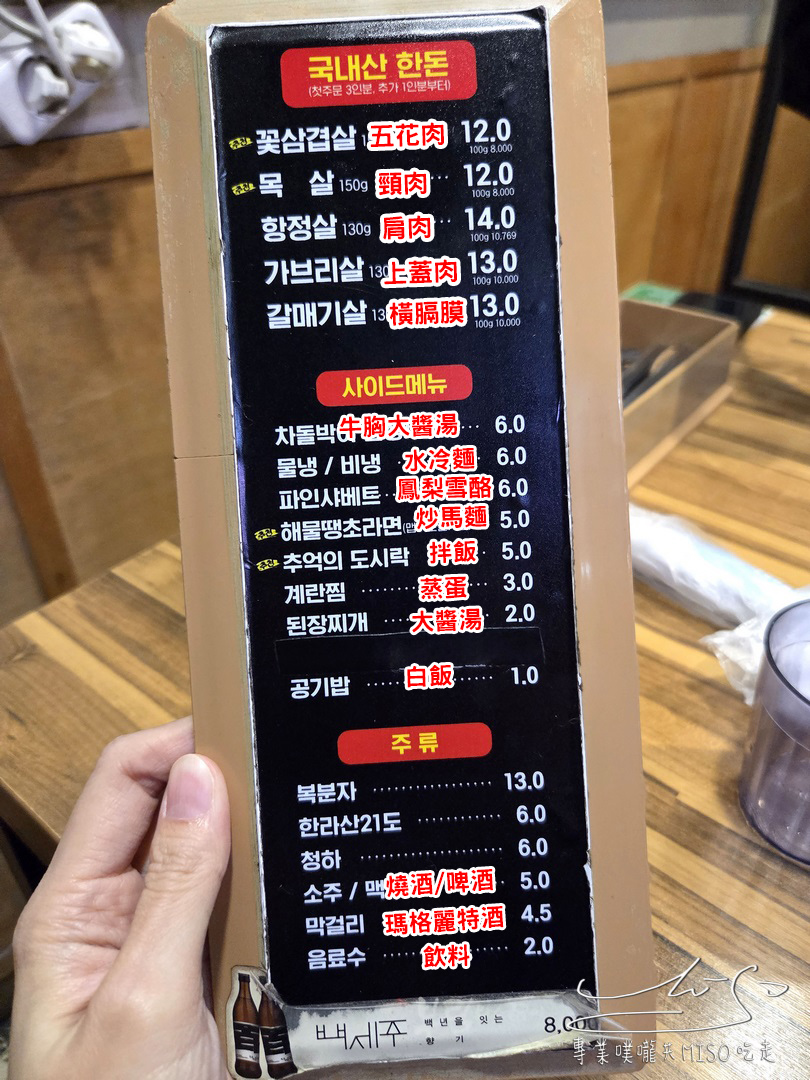 국내산 한돈
(첫주문 3인분, 추가 1인분부터)
추천 꽃삼겹살 五花肉 12.0
100g 8.000
추천 목 살 150g 頸肉 12.0
100g 8.000
항정살 130g 肩肉 14.0
100g 10.769
가브리살 130 上蓋肉 13.0
100g 10.000
갈매기살 13 橫膈膜 13.0
100g 10.000
사이드메뉴
차돌박 牛胸大醬湯 6.0
물냉 / 비냉 水冷麵 6.0
파인샤베트 鳳梨雪酪 6.0
추천 해물땡초라면(맵 炒馬麵 5.0
추천 추억의 도시락 拌飯 5.0
계란찜 蒸蛋 3.0
된장찌개 大醬湯 2.0
공기밥 白飯 1.0
주 류
복분자 13.0
한라산21도 6.0
청하 6.0
소주 / 맥 燒酒/啤酒 5.0
막걸리 瑪格麗特酒 4.5
음료수 飲料 2.0
백세주 백년을 잇는 향기 8,000
專業噗嚨共MISO吃走